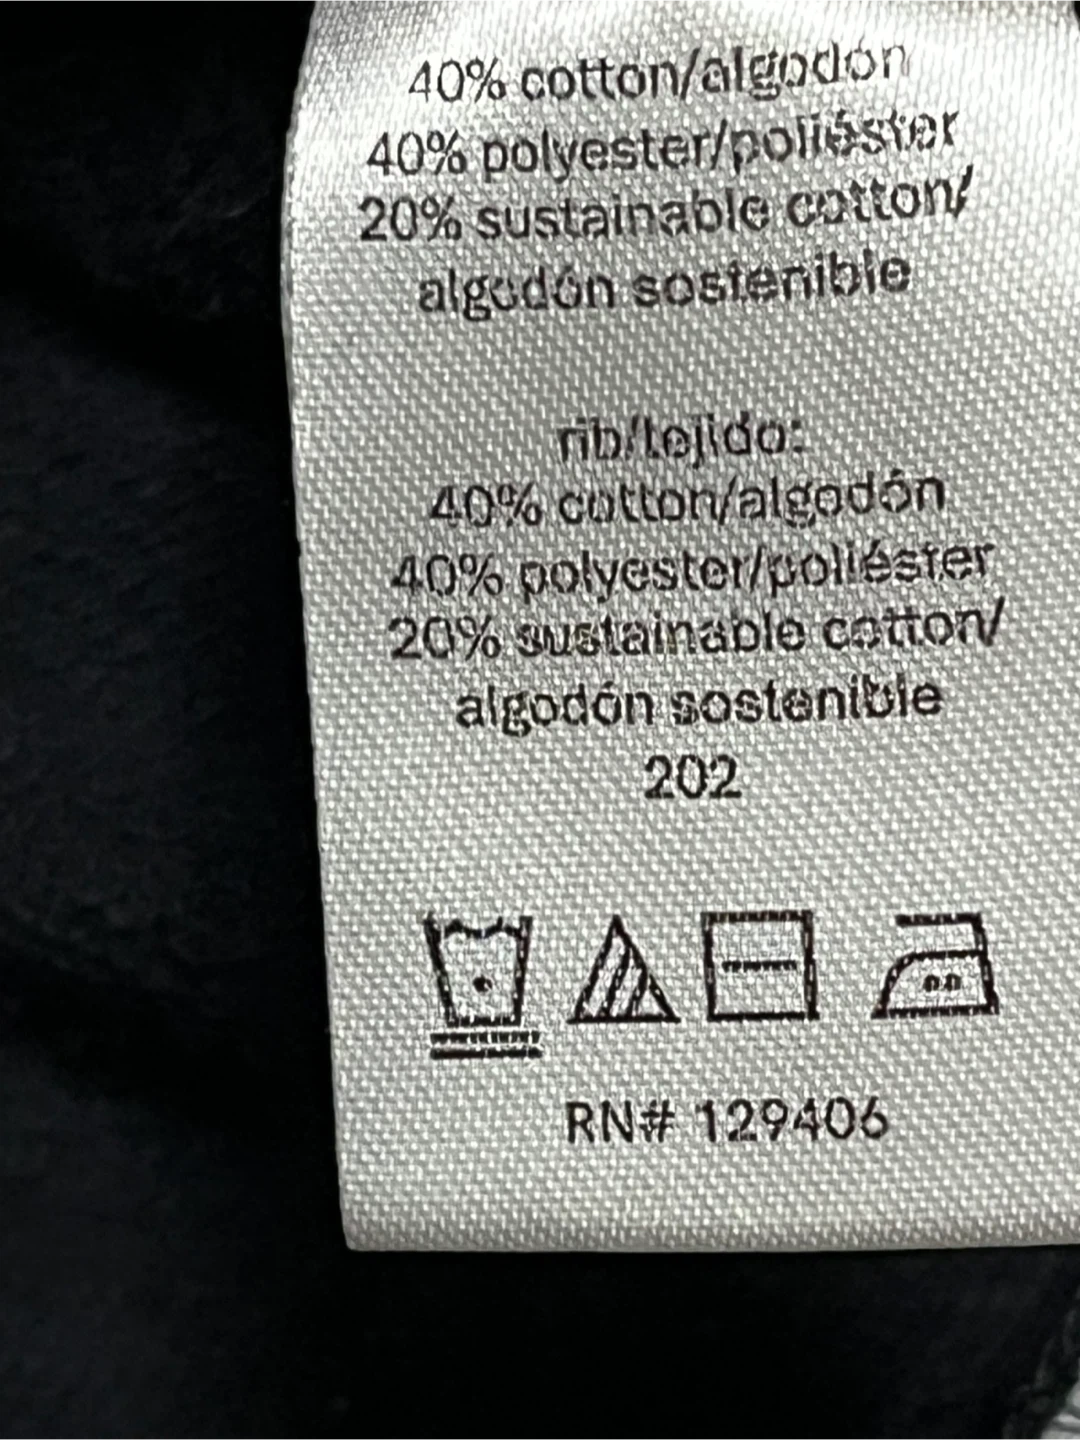 40% cotton/algodón
40% polyester/poliéster
20% sustainable cotton/
algodón sostenible
rib/tejido:
40% cotton/algodón
40% polyester/poliéster
20% sustainable cotton/
algodón sostenible
202
RN# 129406